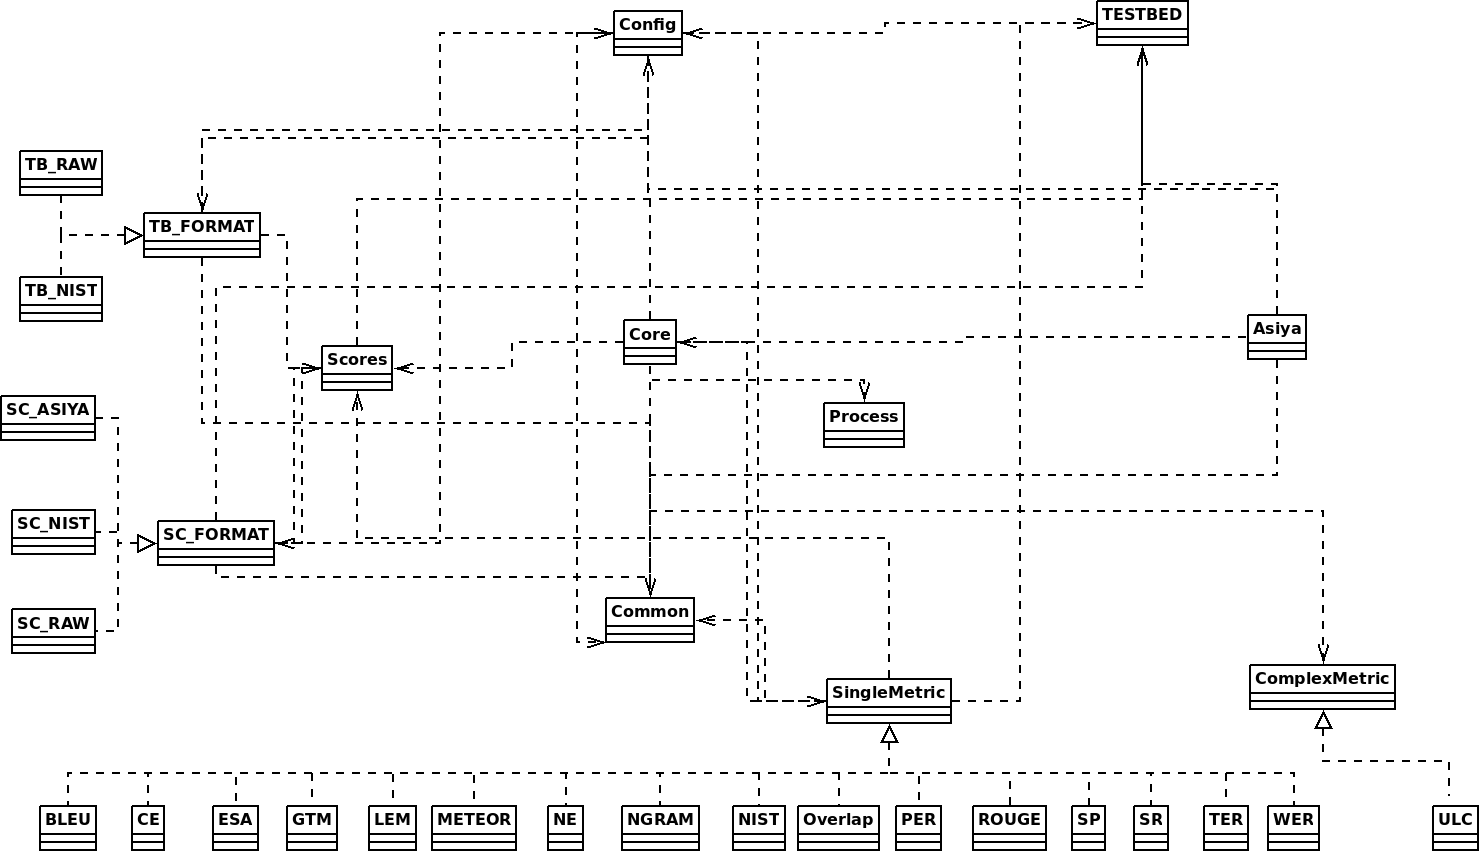 TESTBED
Config
TB_RAW
TB_FORMAT
TB_NIST
Asiya
Core
Scores
SC_ASIYA
Process
SC_NIST
SC_FORMAT
SC_RAW
Common
ComplexMetric
SingleMetric
BLEU
CE
ESA
GTM
LEM
METEOR
NE
NGRAM
NIST
Overlap
PER
ROUGE
SP
SR
TER
WER
ULC